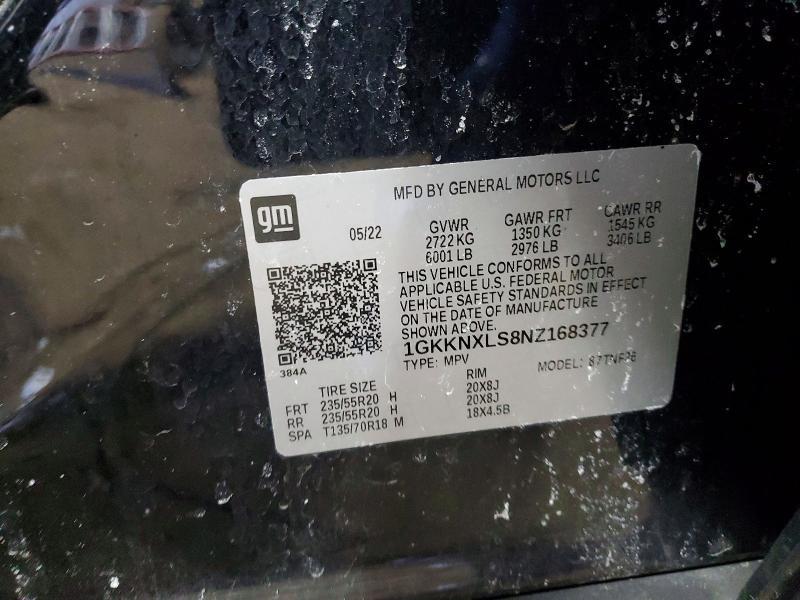 MFD BY GENERAL MOTORS LLC
gm
05/22 GVWR GAWR FRT GAWR RR
2722 KG 1350 KG 1545 KG
6001 LB 2976 LB 3406 LB
THIS VEHICLE CONFORMS TO ALL
APPLICABLE U.S. FEDERAL MOTOR
VEHICLE SAFETY STANDARDS IN EFFECT
ON THE DATE OF MANUFACTURE
SHOWN ABOVE.
1GKKNXLS8NZ168377
TYPE: MPV MODEL:
384A
TIRE SIZE RIM
FRT 235/55R20 H 20X8J
RR 235/55R20 H 20X8J
SPA T135/70R18 M 18X4.5B